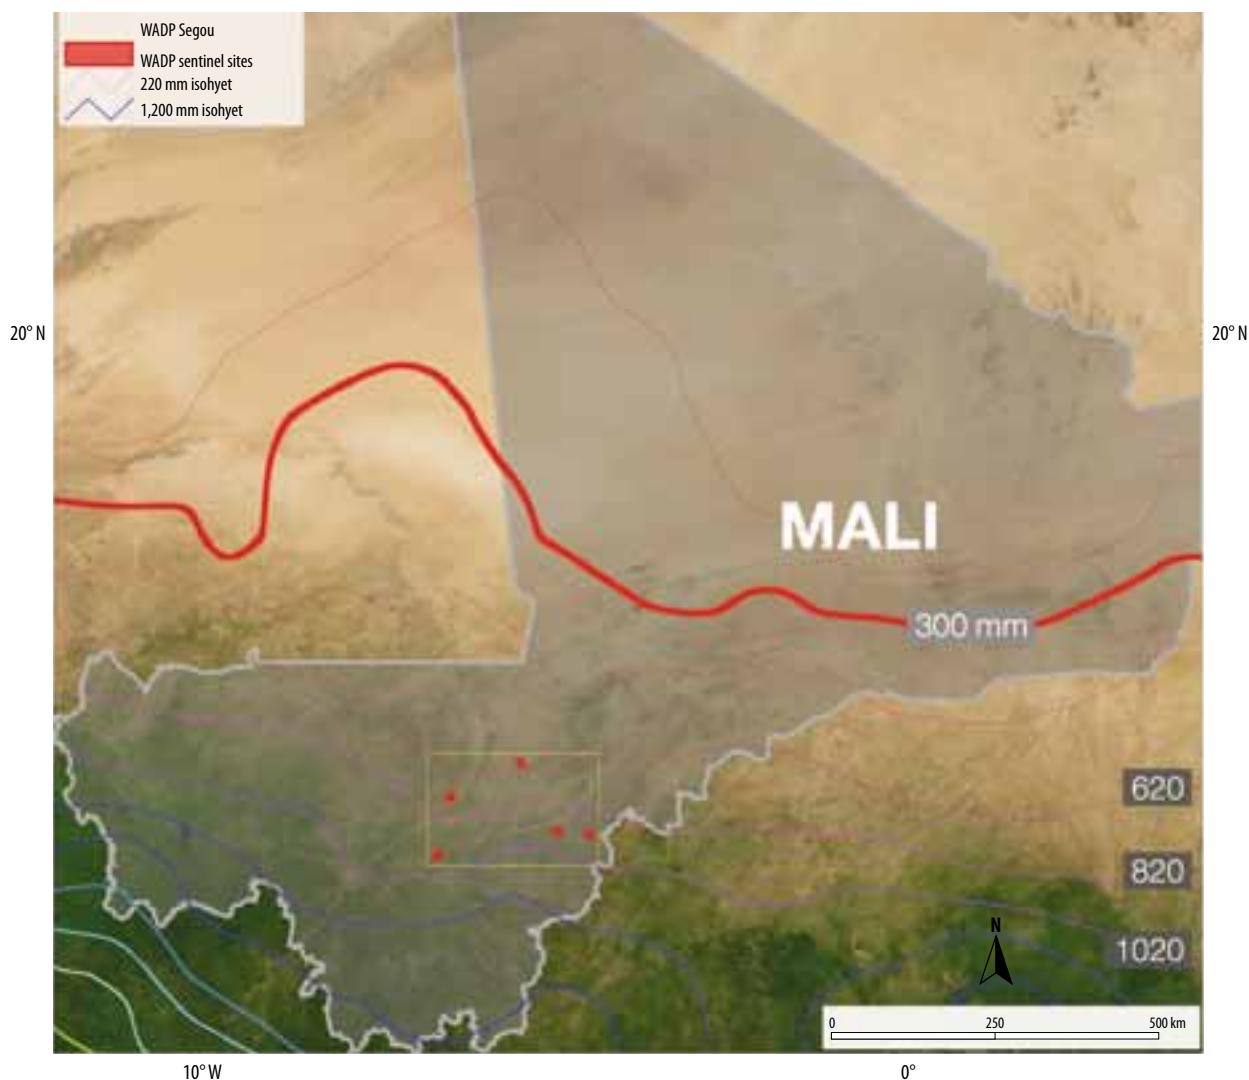 WADP Segou
WADP sentinel sites
220 mm isohyet
1,200 mm isohyet
20° N
20° N
MALI
300 mm
620
820
N
1020
0 250 500 km
10° W
0°